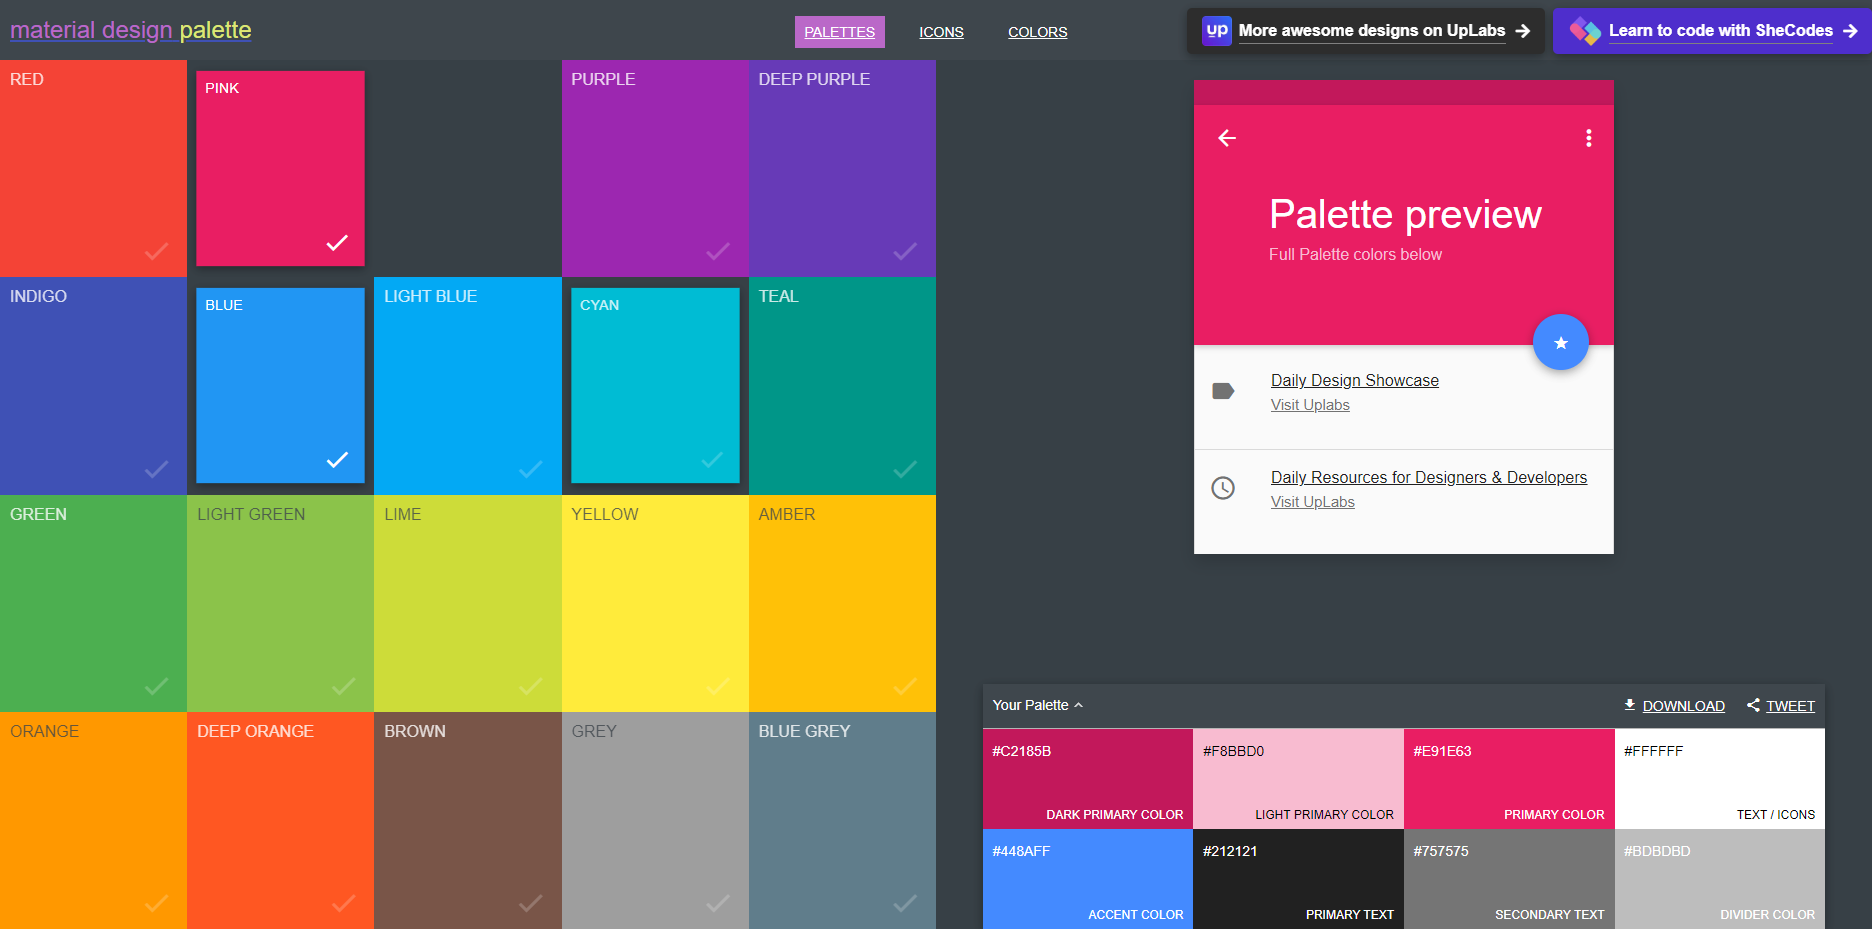 material design palette
PALETTES
ICONS
COLORS
up
More awesome designs on UpLabs
Learn to code with SheCodes
RED
PINK
PURPLE
DEEP PURPLE
INDIGO
BLUE
LIGHT BLUE
CYAN
TEAL
GREEN
LIGHT GREEN
LIME
YELLOW
AMBER
ORANGE
DEEP ORANGE
BROWN
GREY
BLUE GREY
Palette preview
Full Palette colors below
Daily Design Showcase
Visit Uplabs
Daily Resources for Designers & Developers
Visit UpLabs
Your Palette
DOWNLOAD
TWEET
#C2185B
DARK PRIMARY COLOR
#F8BBD0
LIGHT PRIMARY COLOR
#E91E63
PRIMARY COLOR
#FFFFFF
TEXT / ICONS
#448AFF
ACCENT COLOR
#212121
PRIMARY TEXT
#757575
SECONDARY TEXT
#BDBDBD
DIVIDER COLOR